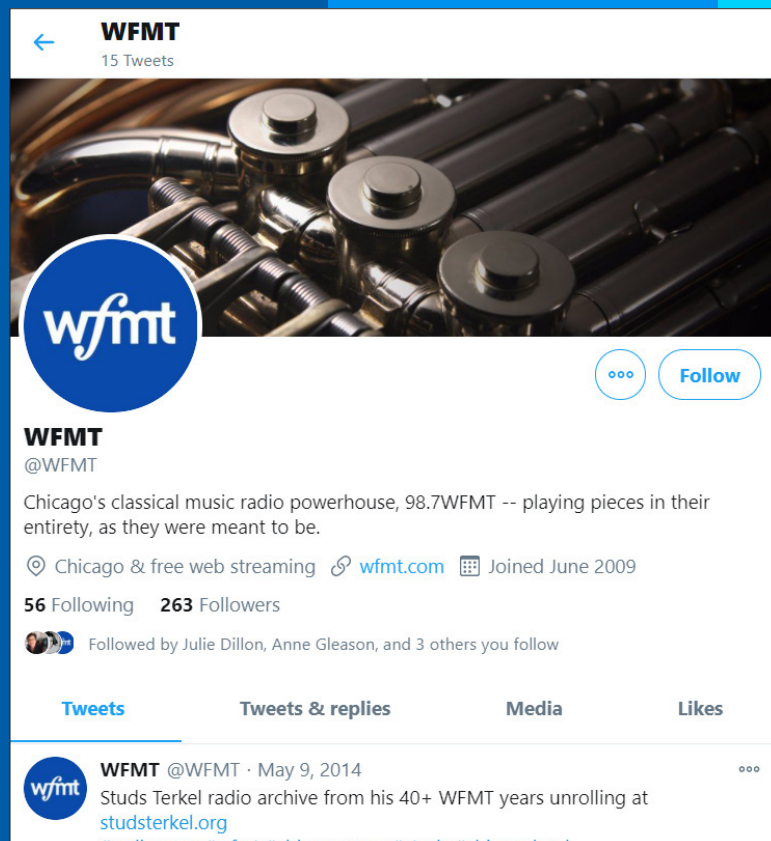 WFMT
15 Tweets
wfmt
Follow
WFMT
@WFMT
Chicago's classical music radio powerhouse, 98.7WFMT -- playing pieces in their
entirety, as they were meant to be.
Chicago & free web streaming wfmt.com Joined June 2009
56 Following 263 Followers
Followed by Julie Dillon, Anne Gleason, and 3 others you follow
Tweets Tweets & replies Media Likes
wfmt WFMT @WFMT · May 9, 2014
Studs Terkel radio archive from his 40+ WFMT years unrolling at
studsterkel.org